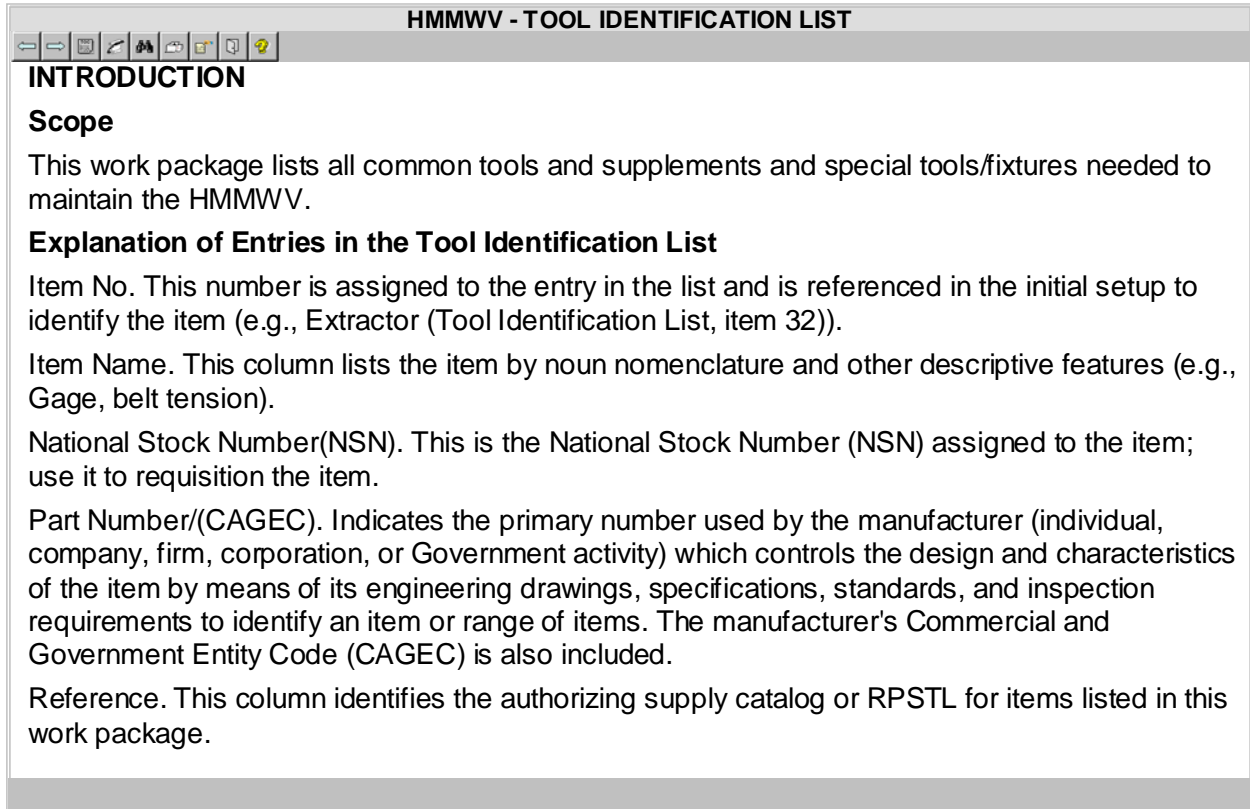 HMMWV - TOOL IDENTIFICATION LIST
INTRODUCTION
Scope
This work package lists all common tools and supplements and special tools/fixtures needed to
maintain the HMMWV.
Explanation of Entries in the Tool Identification List
Item No. This number is assigned to the entry in the list and is referenced in the initial setup to
identify the item (e.g., Extractor (Tool Identification List, item 32)).
Item Name. This column lists the item by noun nomenclature and other descriptive features (e.g.,
Gage, belt tension).
National Stock Number(NSN). This is the National Stock Number (NSN) assigned to the item;
use it to requisition the item.
Part Number/(CAGEC). Indicates the primary number used by the manufacturer (individual,
company, firm, corporation, or Government activity) which controls the design and characteristics
of the item by means of its engineering drawings, specifications, standards, and inspection
requirements to identify an item or range of items. The manufacturer's Commercial and
Government Entity Code (CAGEC) is also included.
Reference. This column identifies the authorizing supply catalog or RPSTL for items listed in this
work package.